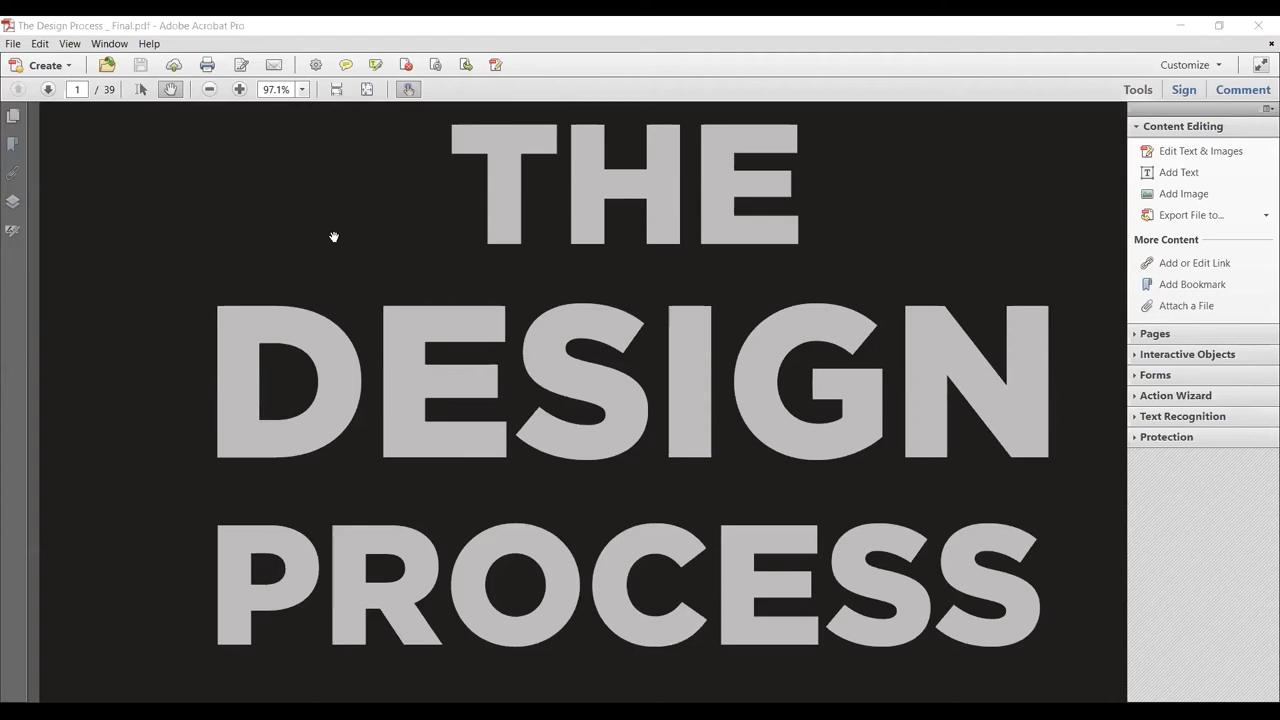 The Design Process _ Final.pdf - Adobe Acrobat Pro
File Edit View Window Help
Create
Customize
1 / 39
97.1%
Tools Sign Comment
THE
DESIGN
PROCESS
Content Editing
Edit Text & Images
Add Text
Add Image
Export File to...
More Content
Add or Edit Link
Add Bookmark
Attach a File
Pages
Interactive Objects
Forms
Action Wizard
Text Recognition
Protection